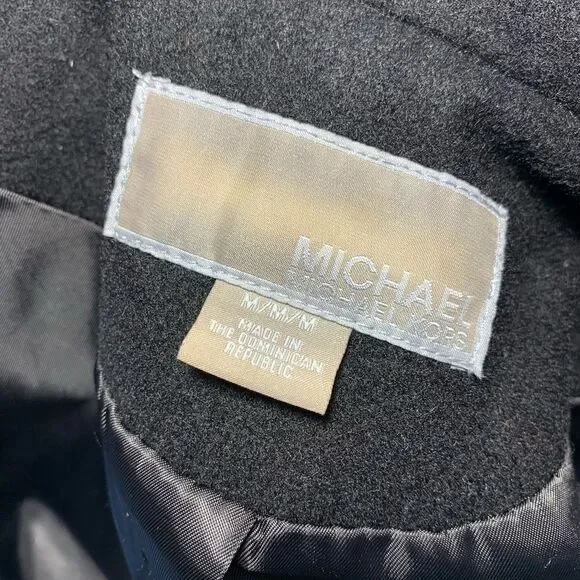 MICHAEL
MICHAEL KORS
M/M/M
MADE IN
THE DOMINICAN
REPUBLIC